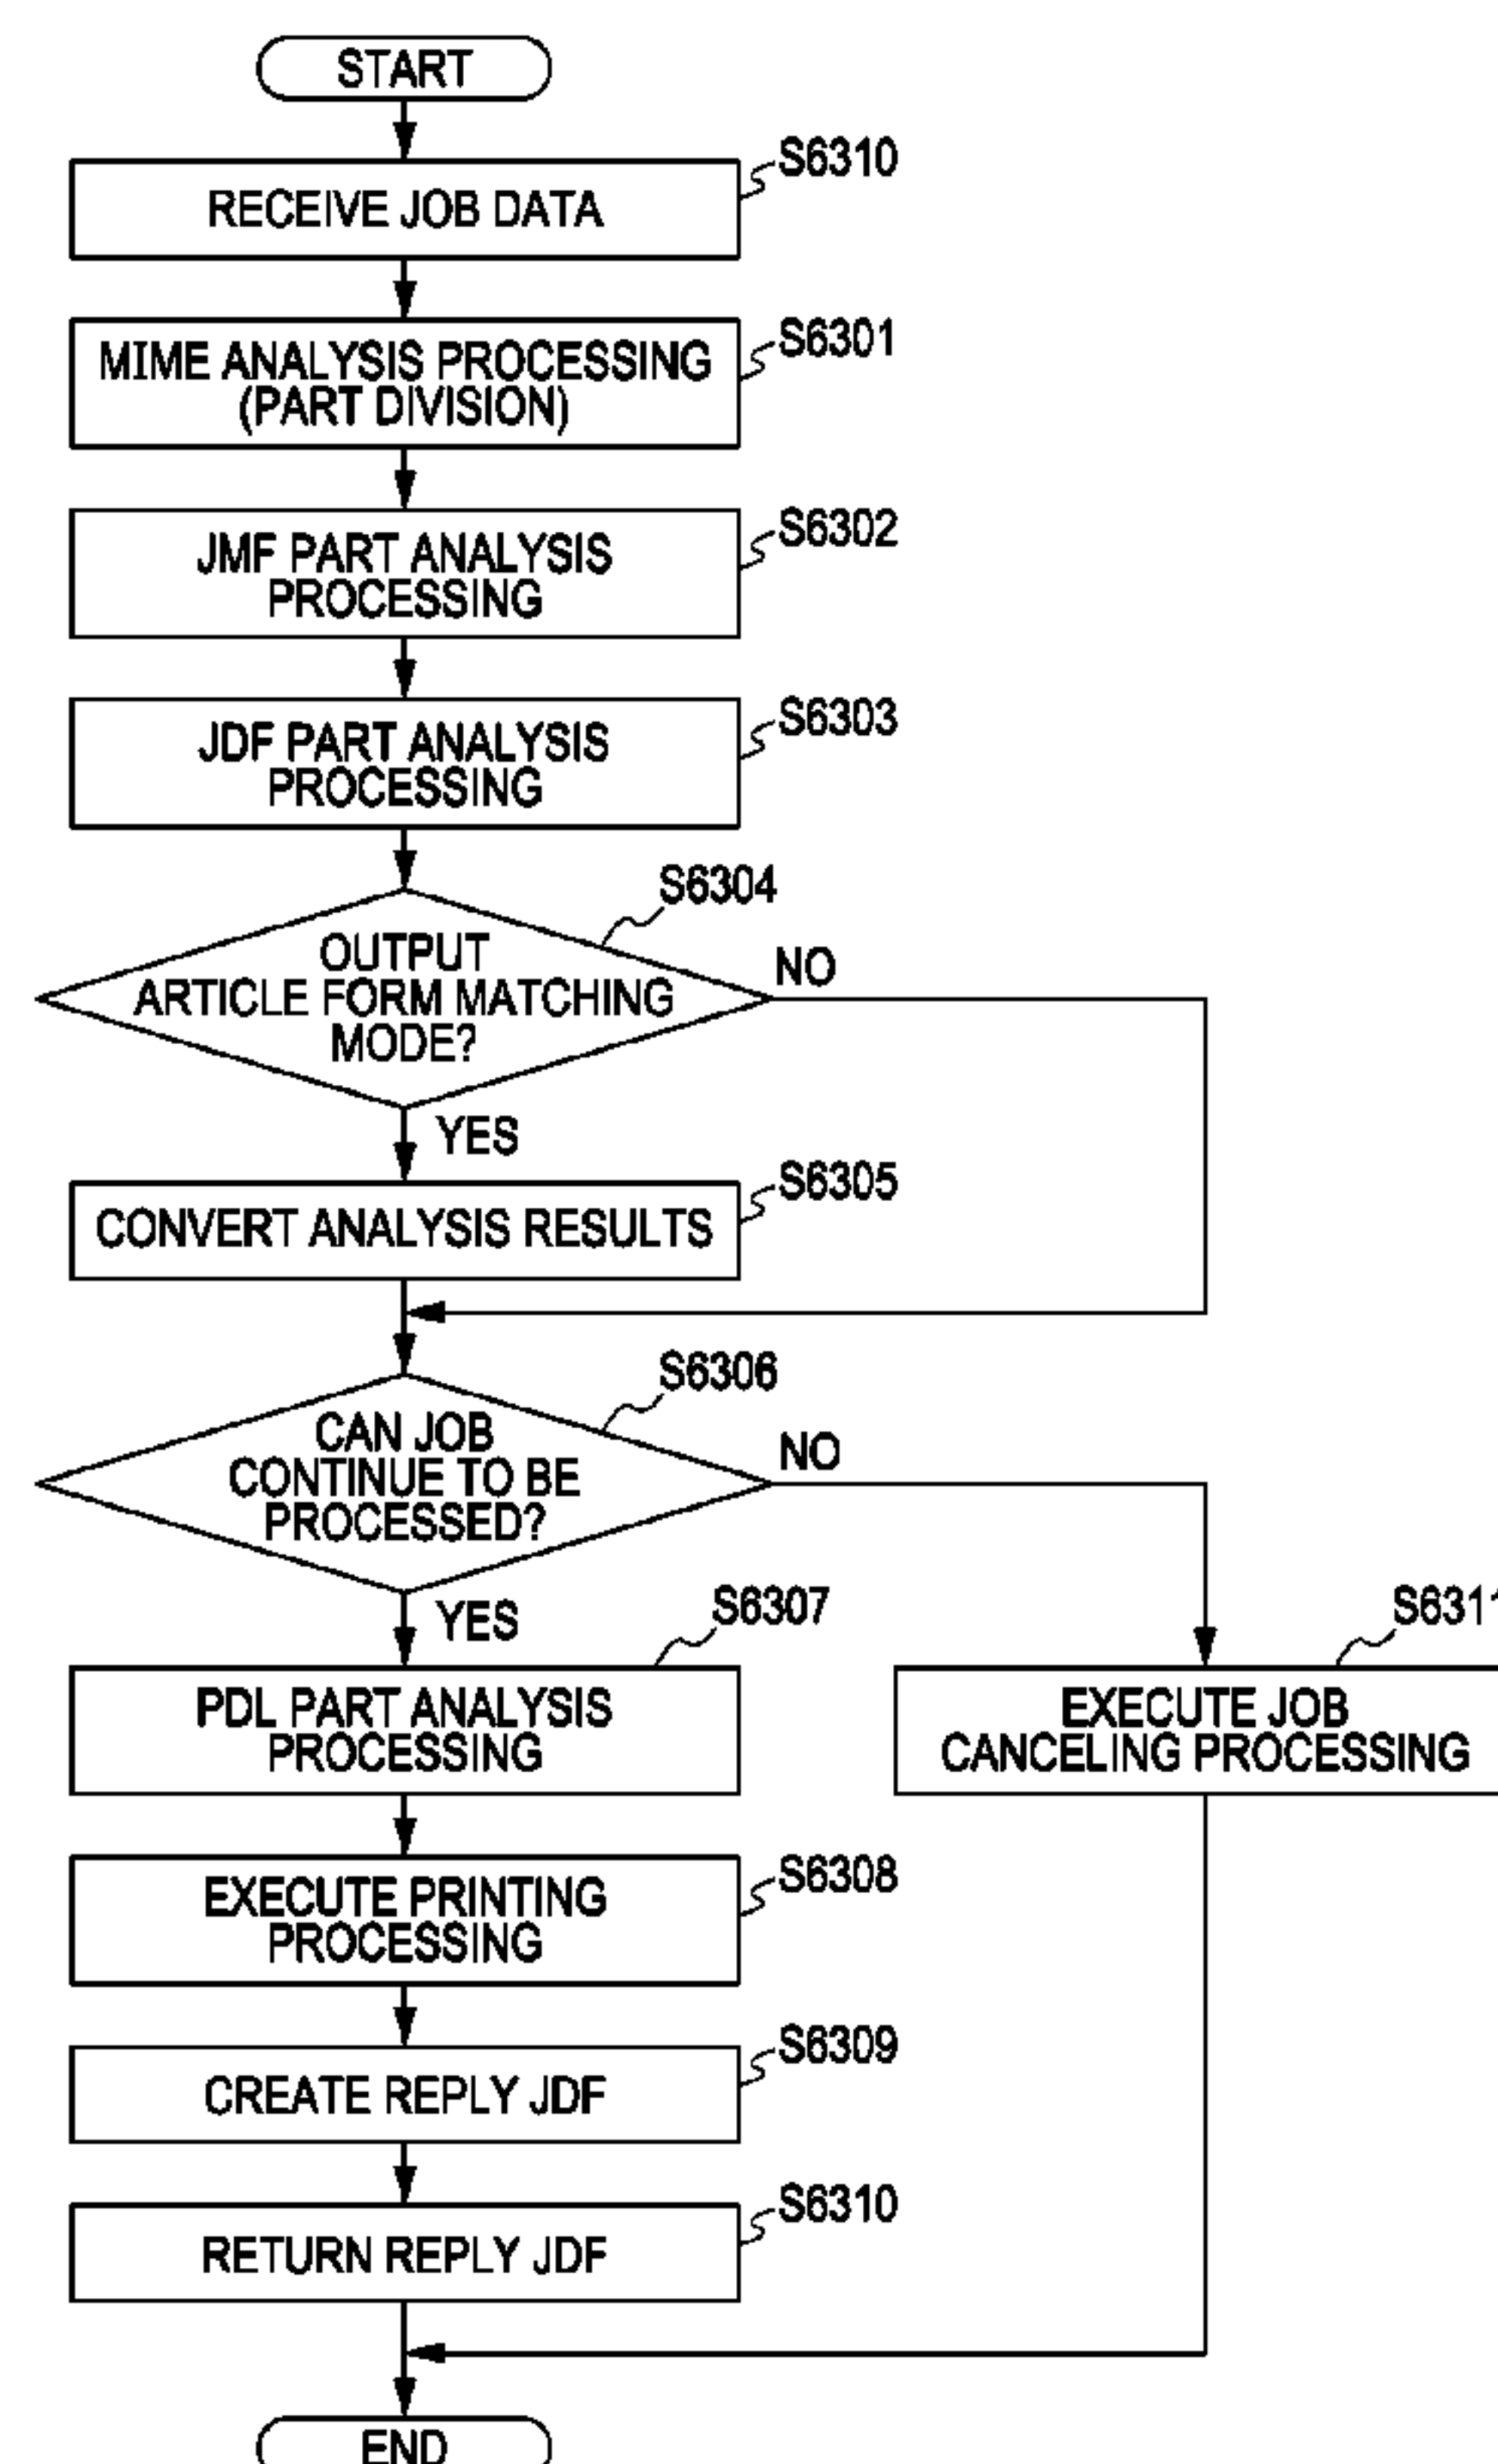 START
S6310
RECEIVE JOB DATA
S6301
MIME ANALYSIS PROCESSING
(PART DIVISION)
S6302
JMF PART ANALYSIS
PROCESSING
S6303
JDF PART ANALYSIS
PROCESSING
S6304
OUTPUT
ARTICLE FORM MATCHING
MODE?
NO
YES
S6305
CONVERT ANALYSIS RESULTS
S6306
CAN JOB
CONTINUE TO BE
PROCESSED?
NO
YES
S6307
PDL PART ANALYSIS
PROCESSING
S6311
EXECUTE JOB
CANCELING PROCESSING
S6308
EXECUTE PRINTING
PROCESSING
S6309
CREATE REPLY JDF
S6310
RETURN REPLY JDF
END